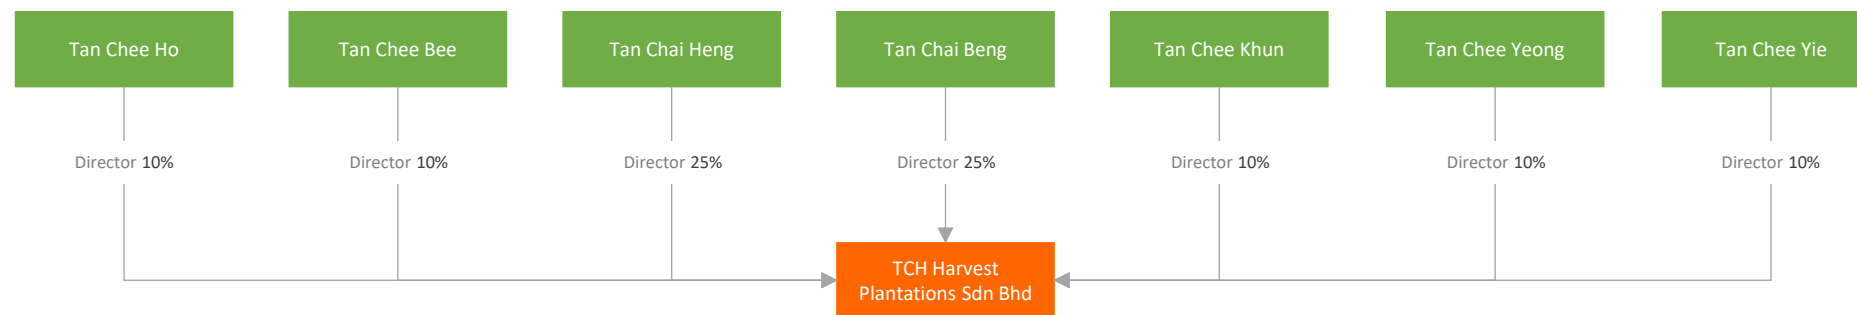 Tan Chee Ho
Tan Chee Bee
Tan Chai Heng
Tan Chai Beng
Tan Chee Khun
Tan Chee Yeong
Tan Chee Yie
Director 10%
Director 10%
Director 25%
Director 25%
Director 10%
Director 10%
Director 10%
TCH Harvest
Plantations Sdn Bhd